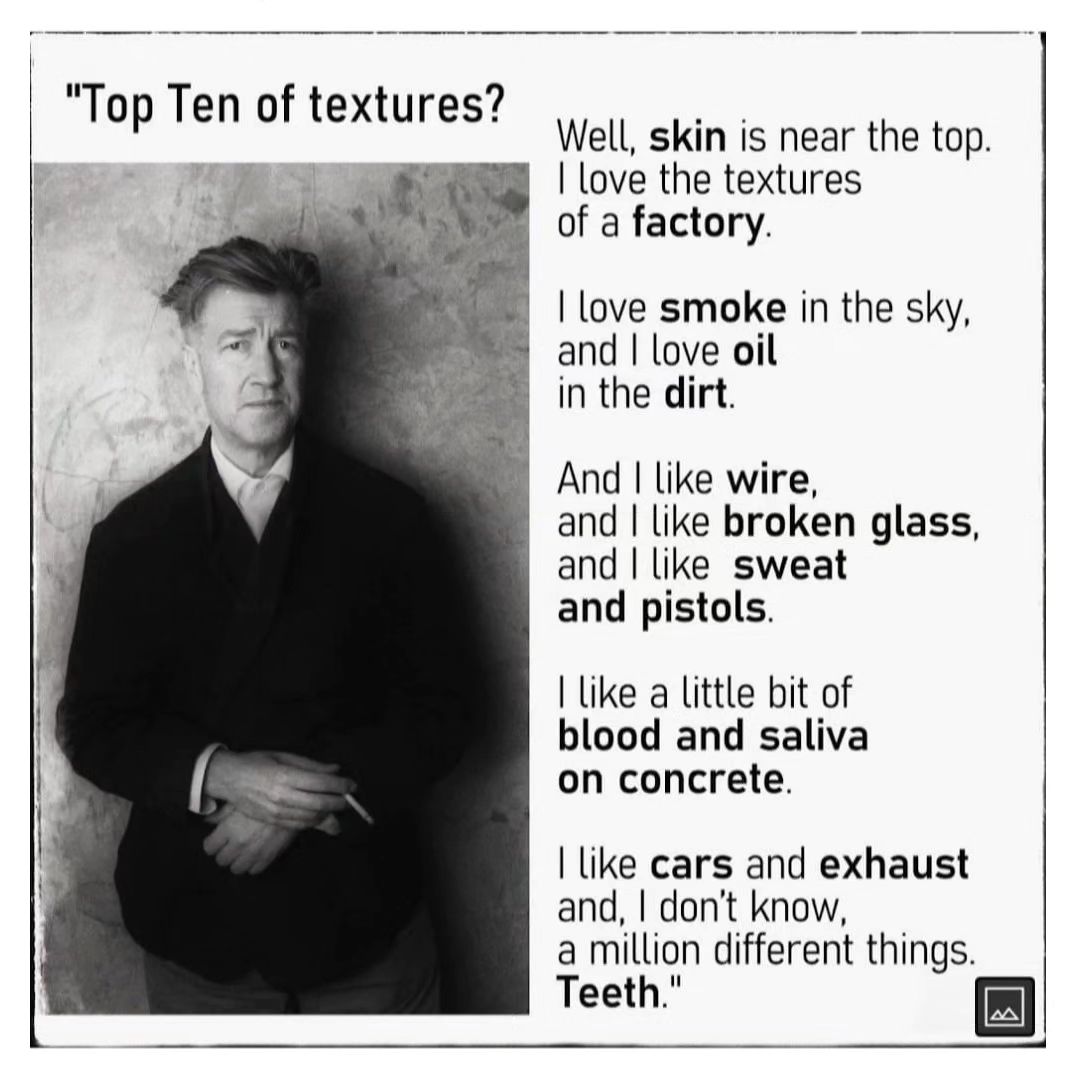 "Top Ten of textures?
Well, skin is near the top.
I love the textures
of a factory.
I love smoke in the sky,
and I love oil
in the dirt.
And I like wire,
and I like broken glass,
and I like sweat
and pistols.
I like a little bit of
blood and saliva
on concrete.
I like cars and exhaust
and, I don't know,
a million different things.
Teeth."